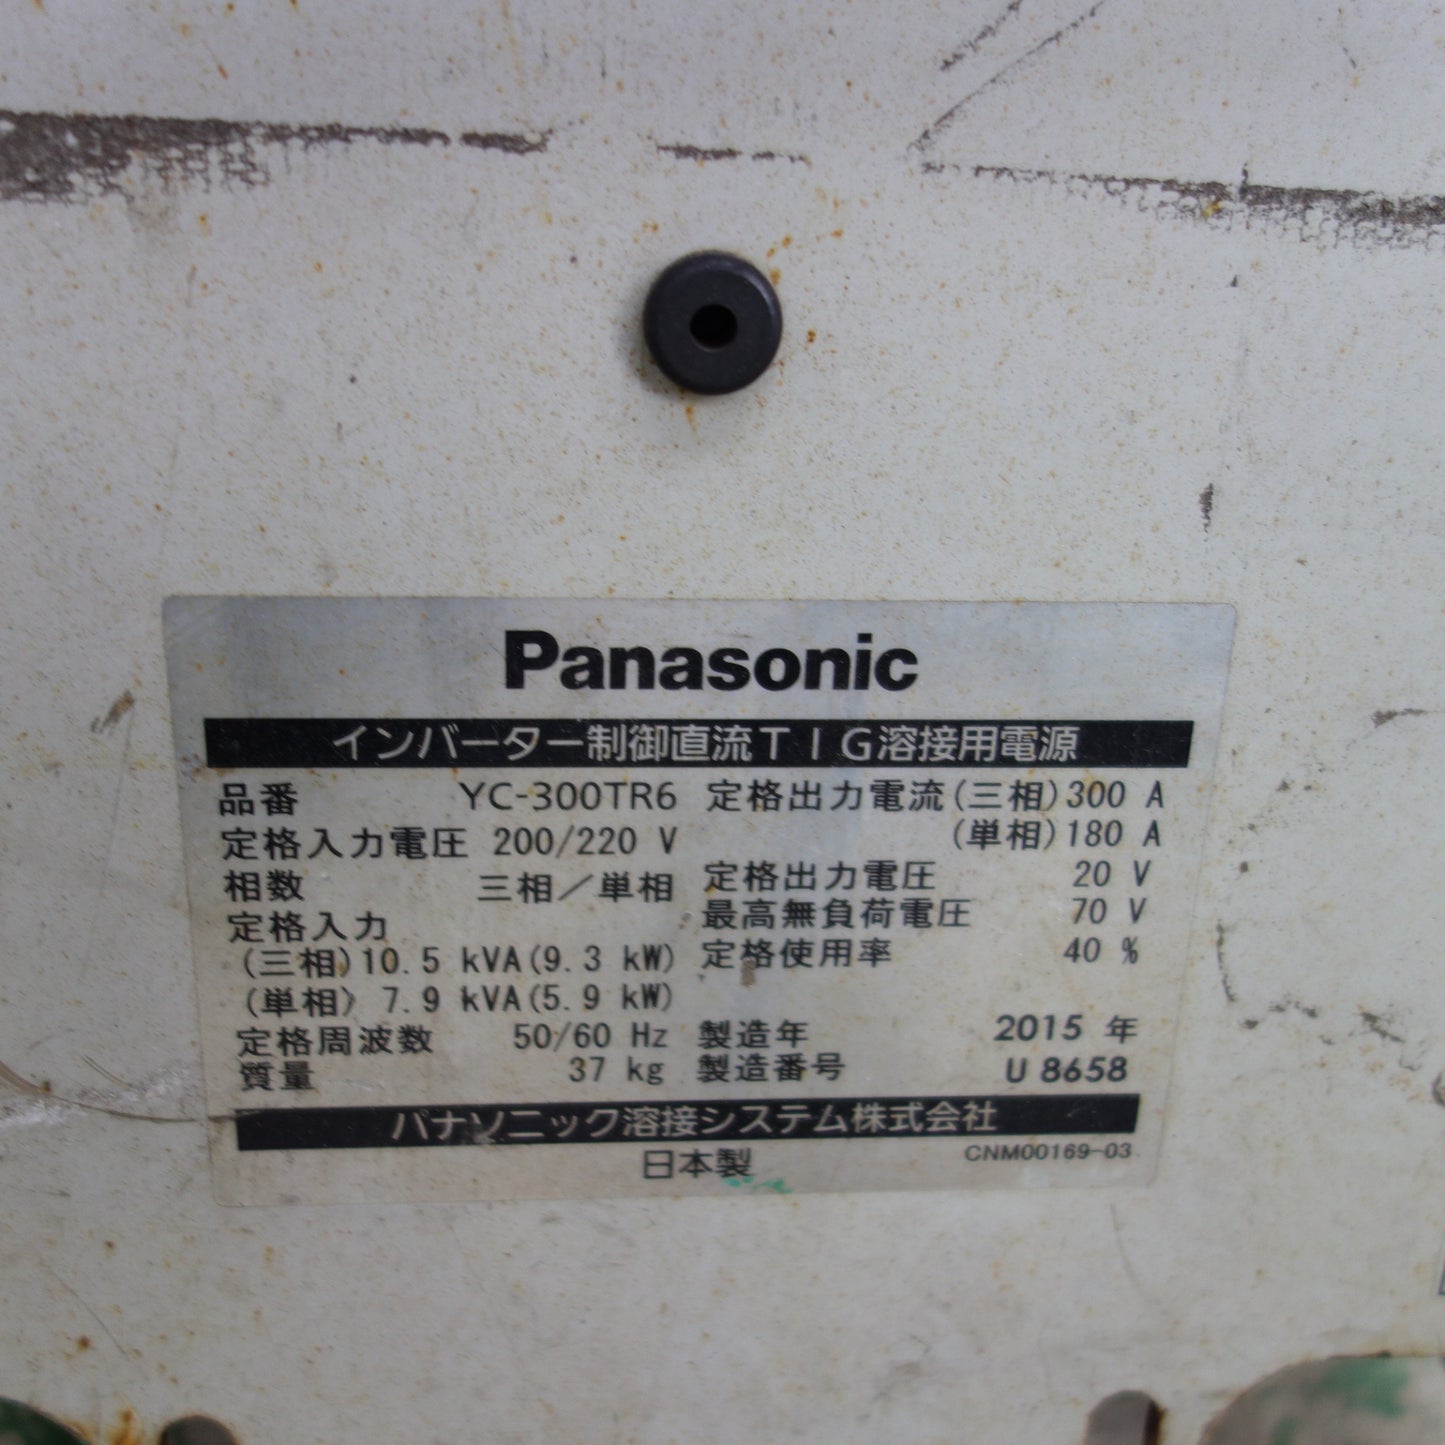 Panasonic
インバーター制御直流TIG溶接用電源
品番 YC-300TR6
定格入力電圧 200/220 V
相数 三相/単相
定格入力
(三相)10.5 kVA(9.3 kW)
(単相) 7.9 kVA(5.9 kW)
定格周波数 50/60 Hz
質量 37 kg
定格出力電流(三相)300 A
(単相)180 A
定格出力電圧 20 V
最高無負荷電圧 70 V
定格使用率 40 %
製造年 2015 年
製造番号 U 8658
パナソニック溶接システム株式会社
日本製
CNM00169-03